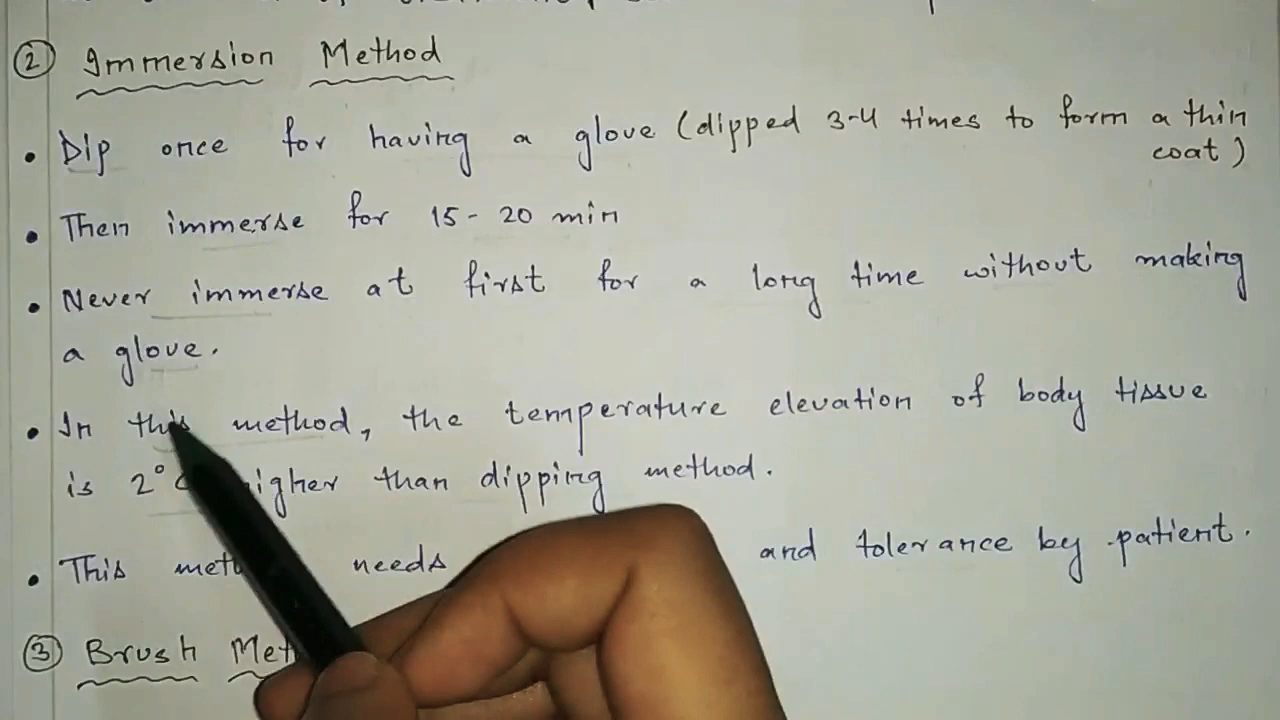 ② Immersion Method
• Dip once for having a glove (dipped 3-4 times to form a thin
coat)
• Then immerse for 15 - 20 min
• Never immerse at first for a long time without making
a glove.
• In this method, the temperature elevation of body tissue
is 2°C higher than dipping method.
• This needs and tolerance by patient.
③ Brush